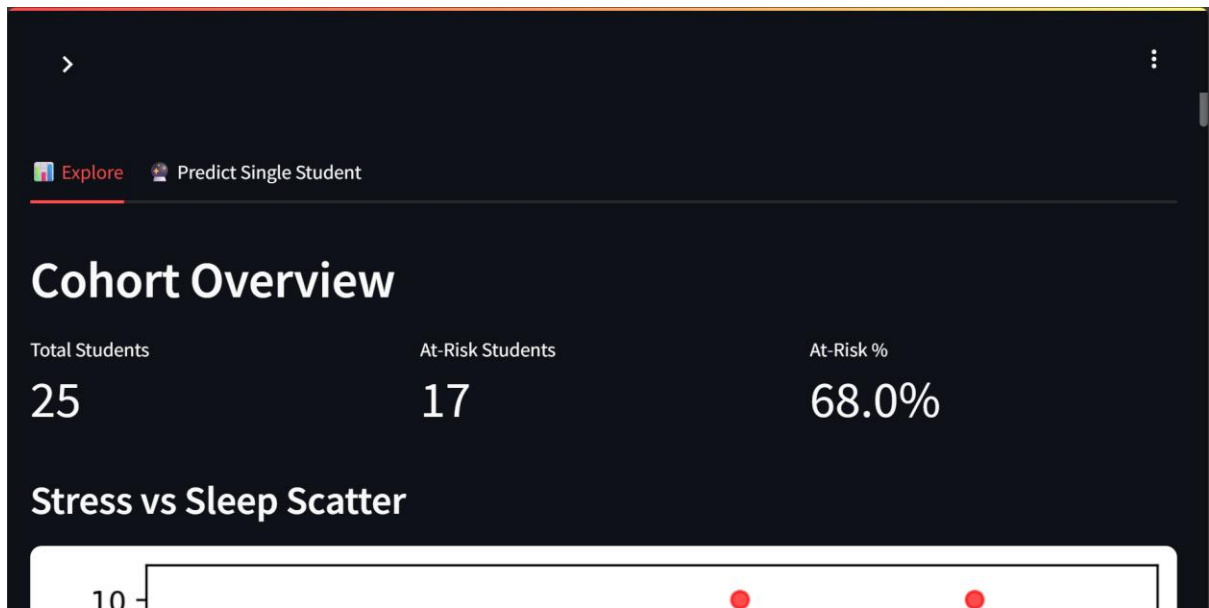 Explore Predict Single Student
Cohort Overview
Total Students At-Risk Students At-Risk %
25 17 68.0%
Stress vs Sleep Scatter
10